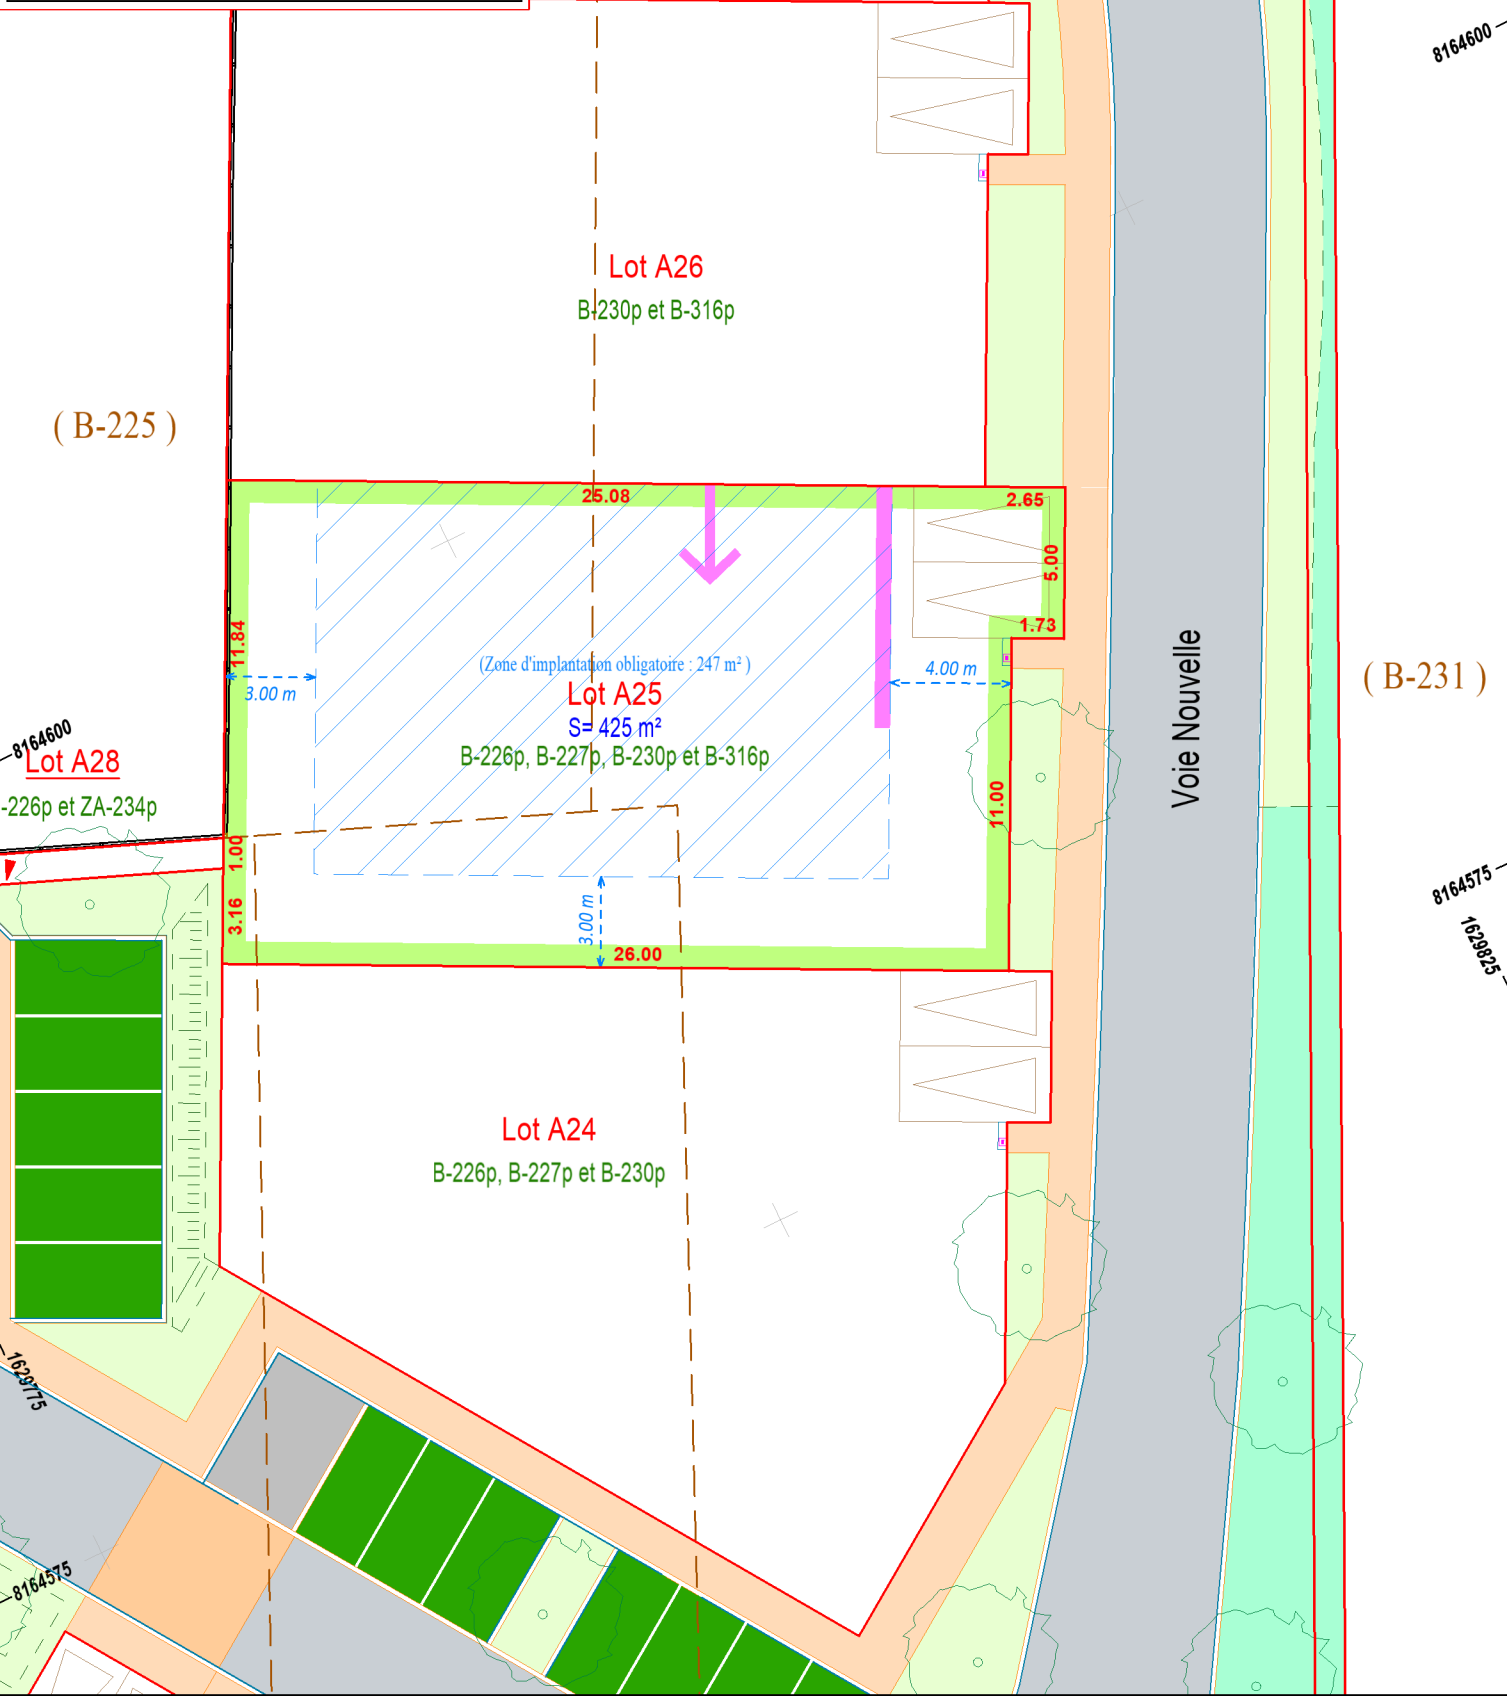 8164600
Lot A26
B-230p et B-316p
( B-225 )
25.08
2.65
5.00
1.73
11.84
3.00 m
(Zone d'implantation obligatoire : 247 m² )
4.00 m
Lot A25
S= 425 m²
B-226p, B-227p, B-230p et B-316p
Voie Nouvelle
( B-231 )
8164600
Lot A28
-226p et ZA-234p
1.00
11.00
3.16
3.00 m
26.00
8164575
1629825
Lot A24
B-226p, B-227p et B-230p
1629775
8164575